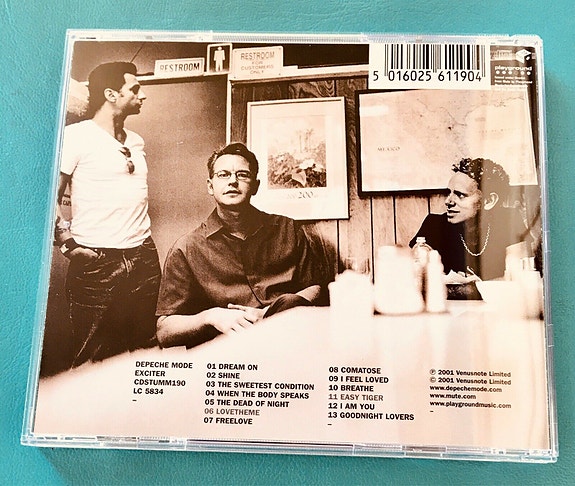 RESTROOM
RESTROOM
FOR
CUSTOMERS
ONLY
5 016025 611904
playground
MEXICO
200
DEPECHE MODE
EXCITER
CDSTUMM190
LC 5834
–
01 DREAM ON
02 SHINE
03 THE SWEETEST CONDITION
04 WHEN THE BODY SPEAKS
05 THE DEAD OF NIGHT
06 LOVETHEME
07 FREELOVE
08 COMATOSE
09 I FEEL LOVED
10 BREATHE
11 EASY TIGER
12 I AM YOU
13 GOODNIGHT LOVERS
–
℗ 2001 Venusnote Limited
© 2001 Venusnote Limited
www.depechemode.com
www.mute.com
www.playgroundmusic.com
–